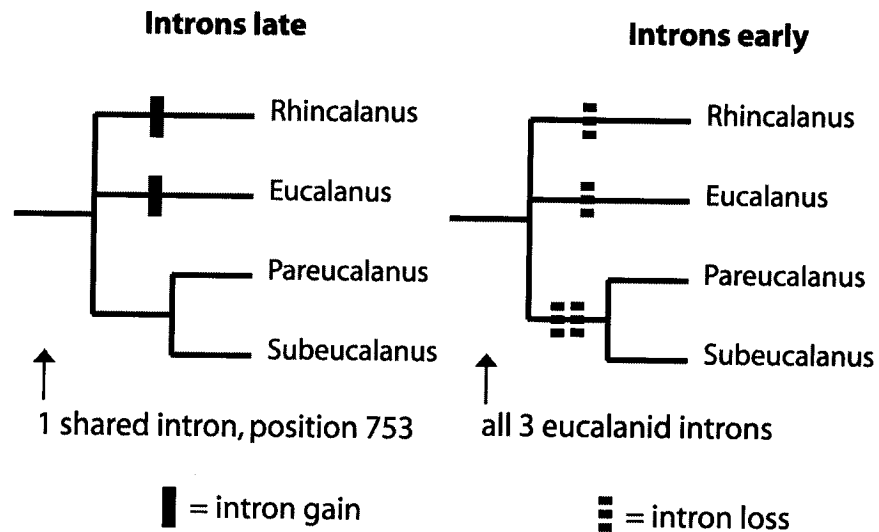 Introns late
Rhincalanus
Eucalanus
Pareucalanus
Subeucalanus
1 shared intron, position 753
= intron gain
Introns early
Rhincalanus
Eucalanus
Pareucalanus
Subeucalanus
all 3 eucalanid introns
= intron loss